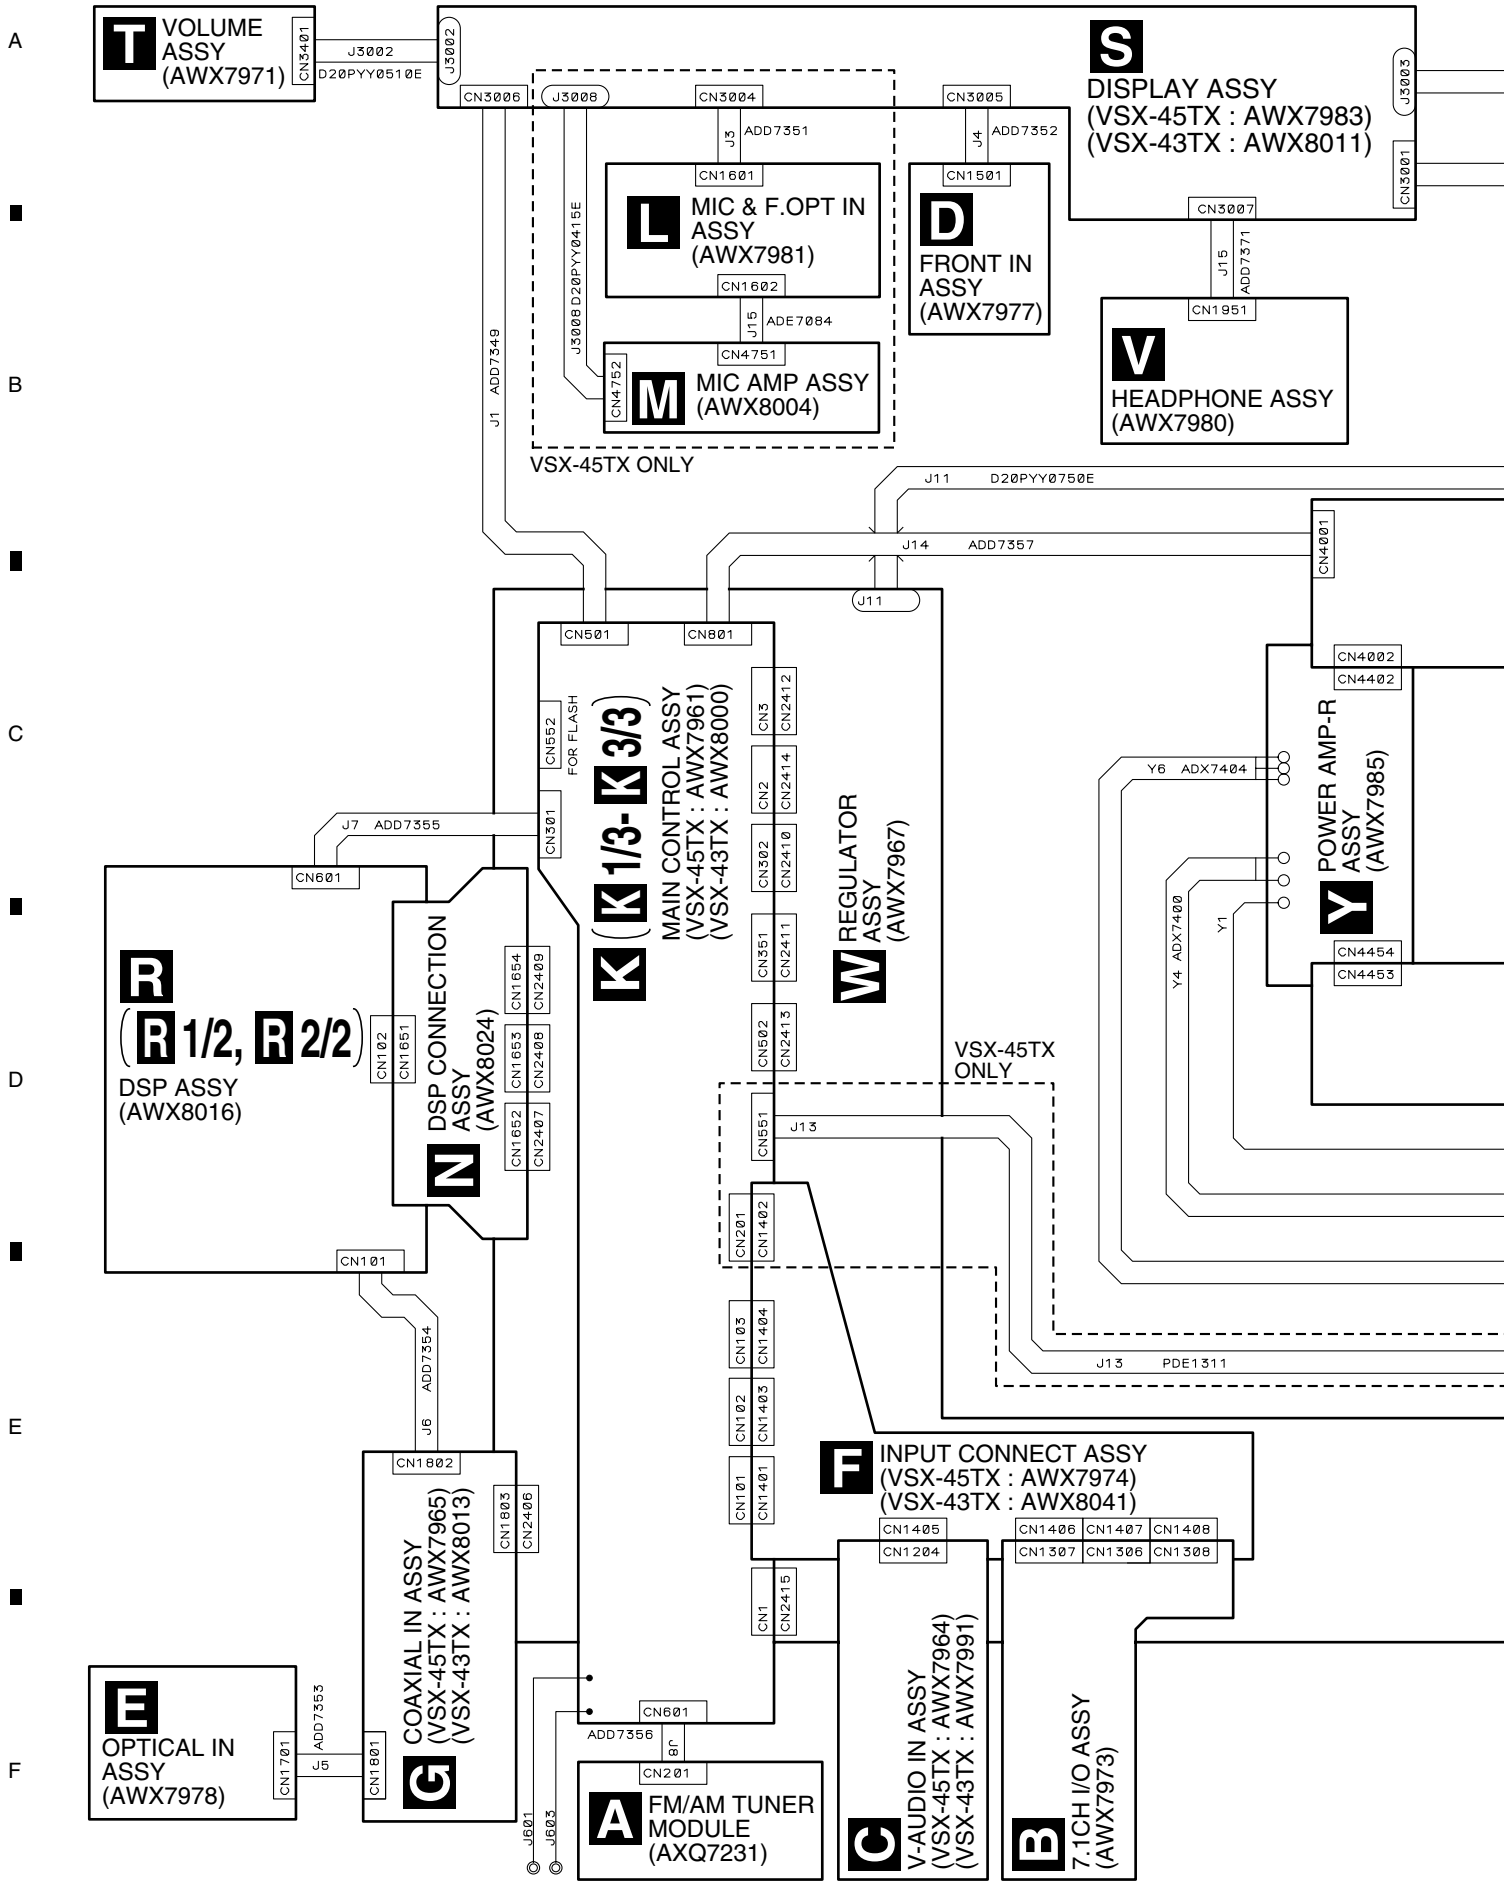 A
T
VOLUME
ASSY
(AWX7971)
CN3401
J3002
D20PYY0510E
J3002
S
DISPLAY ASSY
(VSX-45TX : AWX7983)
(VSX-43TX : AWX8011)
J3003
CN3001
CN3006
J3008
CN3004
CN3005
CN3007
J3
ADD7351
J4
ADD7352
J15
ADD7371
CN1601
L
MIC & F.OPT IN
ASSY
(AWX7981)
CN1602
CN1501
D
FRONT IN
ASSY
(AWX7977)
J3008 D20PYY0415E
J15
ADE7084
J1 ADD7349
B
CN4751
CN4752
M
MIC AMP ASSY
(AWX8004)
VSX-45TX ONLY
CN1951
V
HEADPHONE ASSY
(AWX7980)
J11 D20PYY0750E
J14 ADD7357
CN4001
J11
CN501
CN801
C
CN552
FOR FLASH
CN301
K (K 1/3- K 3/3)
MAIN CONTROL ASSY
(VSX-45TX : AWX7961)
(VSX-43TX : AWX8000)
CN3
CN2412
CN2
CN2414
CN302
CN2410
CN351
CN2411
CN502
CN2413
W
REGULATOR
ASSY
(AWX7967)
CN4002
CN4402
Y6 ADX7404
Y4 ADX7400
Y1
Y
POWER AMP-R
ASSY
(AWX7985)
CN4454
CN4453
J7 ADD7355
CN601
D
R
(R 1/2, R 2/2)
DSP ASSY
(AWX8016)
CN102
CN1651
N
DSP CONNECTION
ASSY
(AWX8024)
CN1654
CN2409
CN1653
CN2408
CN1652
CN2407
VSX-45TX
ONLY
CN551
J13
CN201
CN1402
CN101
CN103
CN1404
J13 PDE1311
E
J6 ADD7354
CN102
CN1403
CN101
CN1401
CN1802
CN1803
CN2406
F
INPUT CONNECT ASSY
(VSX-45TX : AWX7974)
(VSX-43TX : AWX8041)
CN1405
CN1204
CN1406 CN1407 CN1408
CN1307 CN1306 CN1308
CN1
CN2415
F
E
OPTICAL IN
ASSY
(AWX7978)
CN1701
ADD7353
J5
CN1801
G
COAXIAL IN ASSY
(VSX-45TX : AWX7965)
(VSX-43TX : AWX8013)
J601
J603
CN601
ADD7356
J8
CN201
A
FM/AM TUNER
MODULE
(AXQ7231)
C
V-AUDIO IN ASSY
(VSX-45TX : AWX7964)
(VSX-43TX : AWX7991)
B
7.1CH I/O ASSY
(AWX7973)